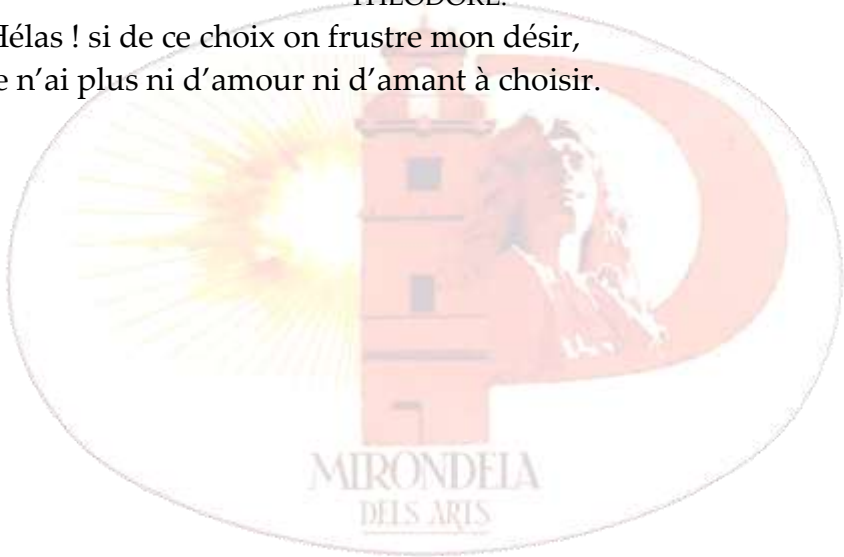 THÉODORE.
Hélas ! si de ce choix on frustre mon désir,
e n’ai plus ni d’amour ni d’amant à choisir.
MIRONDELA
DELS ARTS